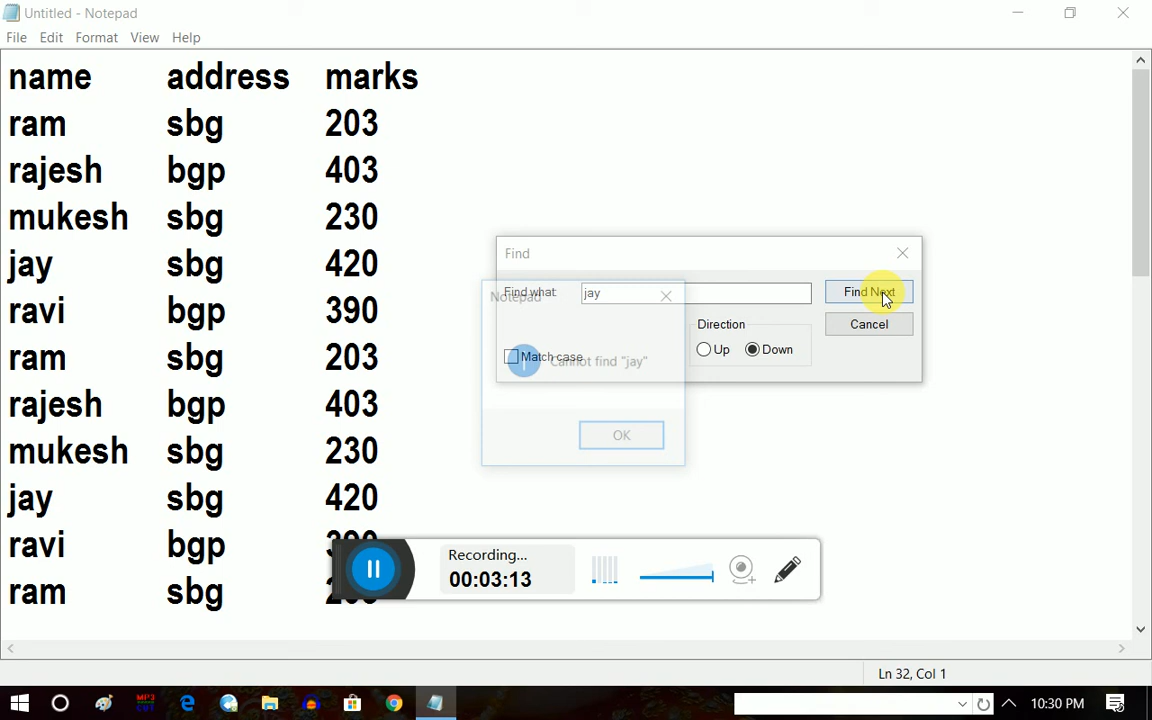 Untitled - Notepad
File Edit Format View Help
name address marks
ram sbg 203
rajesh bgp 403
mukesh sbg 230
jay sbg 420
ravi bgp 390
ram sbg 203
rajesh bgp 403
mukesh sbg 230
jay sbg 420
ravi bgp
ram sbg
Find
Find what: jay Find Next
Direction Cancel
Match case Up Down
Notepad
Cannot find "jay"
OK
Recording...
00:03:13
Ln 32, Col 1
MP3 CUT
10:30 PM